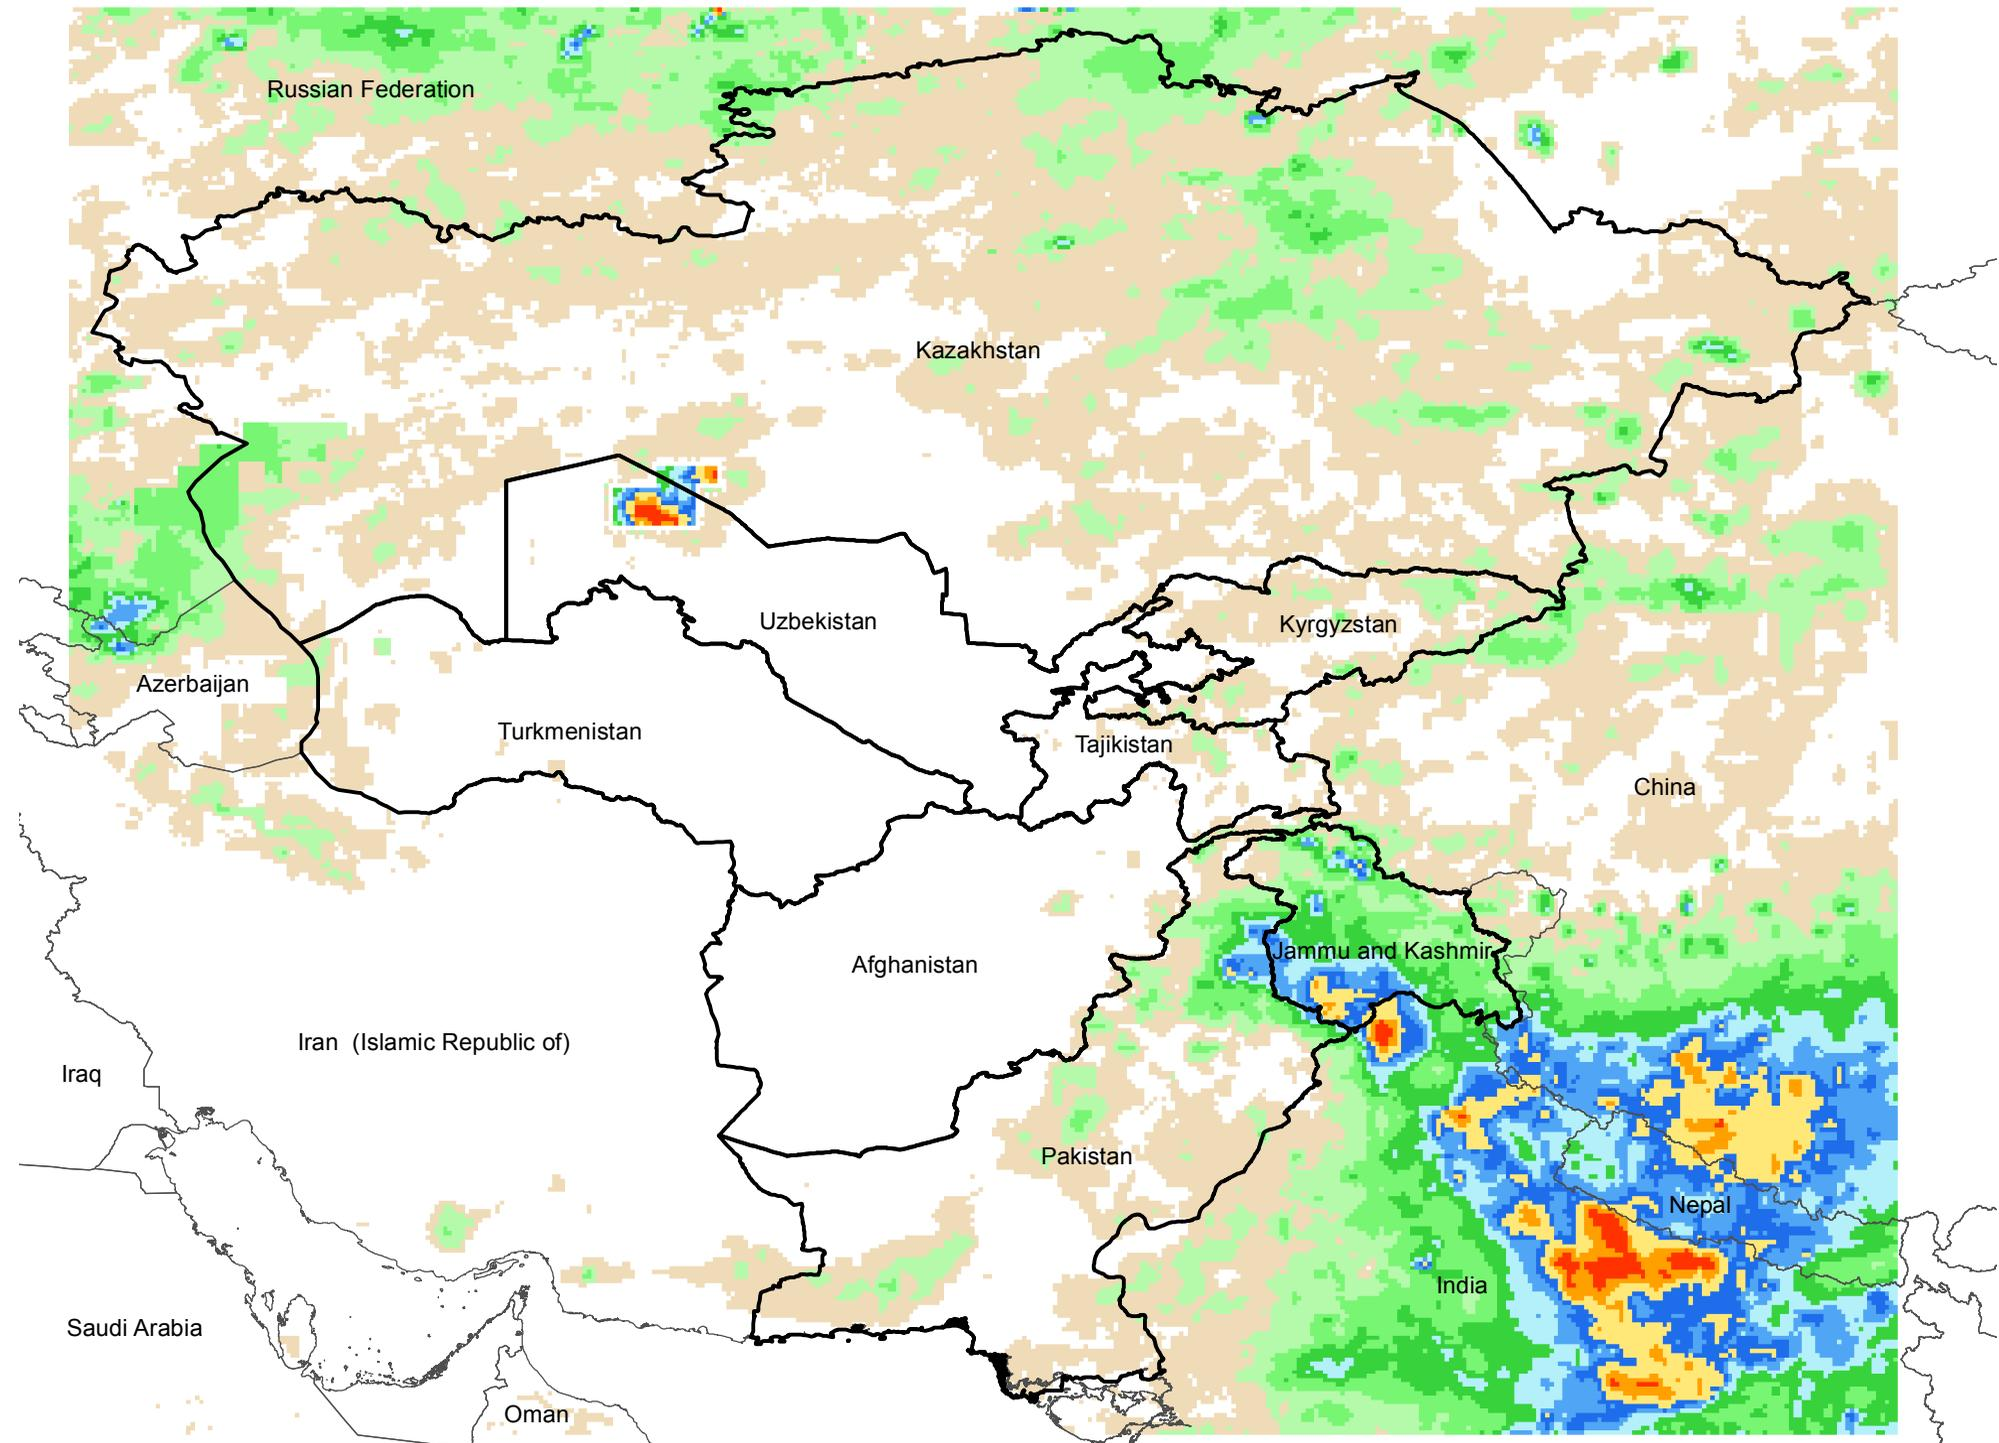 Russian Federation
Kazakhstan
Uzbekistan
Kyrgyzstan
Azerbaijan
Turkmenistan
Tajikistan
China
Jammu and Kashmir
Afghanistan
Iran  (Islamic Republic of)
Iraq
Pakistan
Nepal
India
Saudi Arabia
Oman